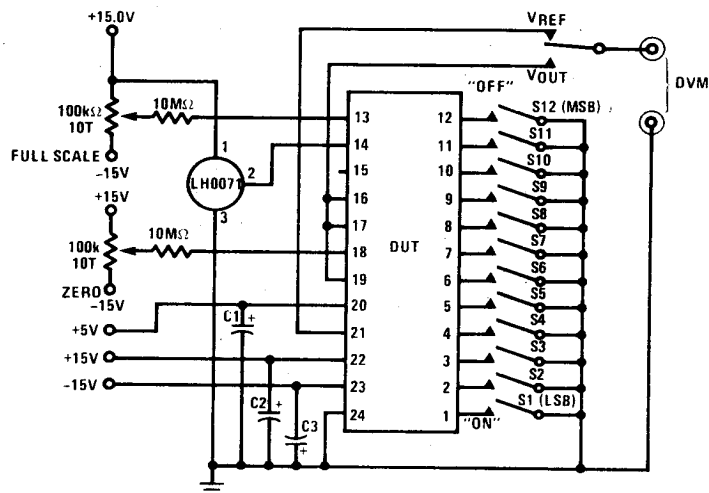 +15.0V
VREF
VOUT
"OFF"
DVM
100kΩ
10T
10MΩ
FULL SCALE
-15V
+15V
1
2
LH0071
3
100k
10T
10MΩ
ZERO
-15V
+5V
+15V
-15V
C1
+
C2
+
C3
+
DUT
13
14
15
16
17
18
19
20
21
22
23
24
12
11
10
9
8
7
6
5
4
3
2
1
S12 (MSB)
S11
S10
S9
S8
S7
S6
S5
S4
S3
S2
S1 (LSB)
"ON"